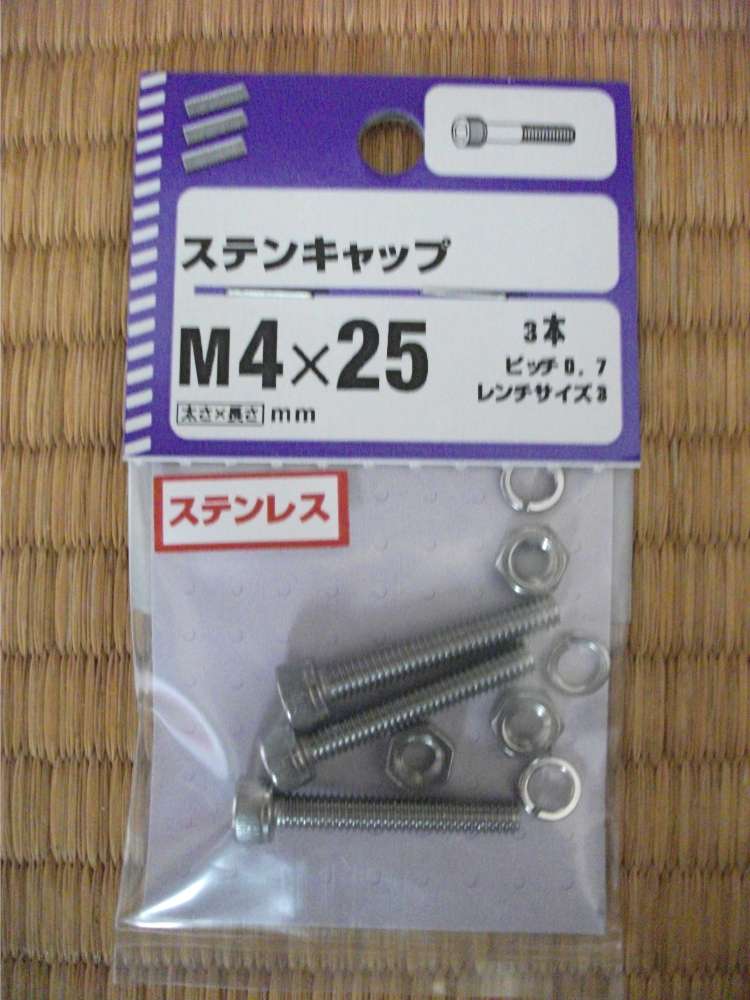 ステンキャップ
M4×25
3本
ピッチ0.7
レンチサイズ3
太さ×長さ mm
ステンレス